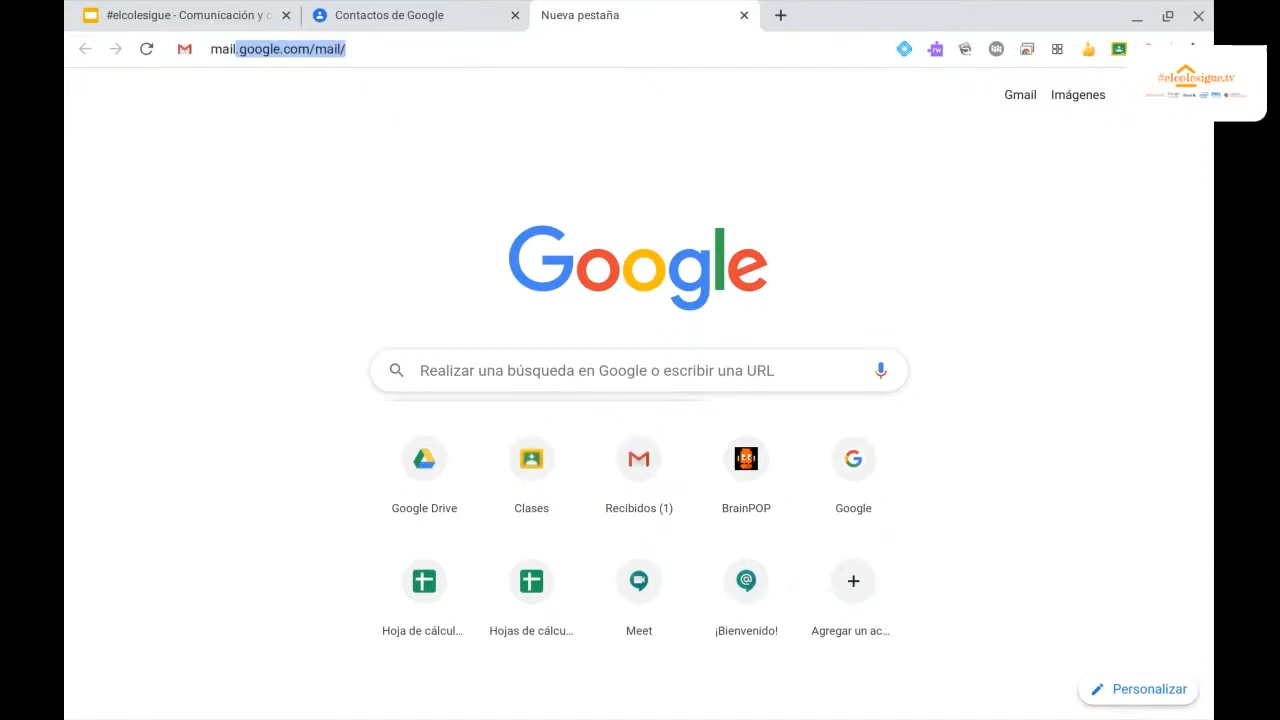 #elcolesigue - Comunicación y c
Contactos de Google
Nueva pestaña
mail.google.com/mail/
#elcolesigue.tv
Gmail
Imágenes
Google
Realizar una búsqueda en Google o escribir una URL
Google Drive
Clases
Recibidos (1)
BrainPOP
Google
Hoja de cálcul...
Hojas de cálcu...
Meet
¡Bienvenido!
Agregar un ac...
Personalizar